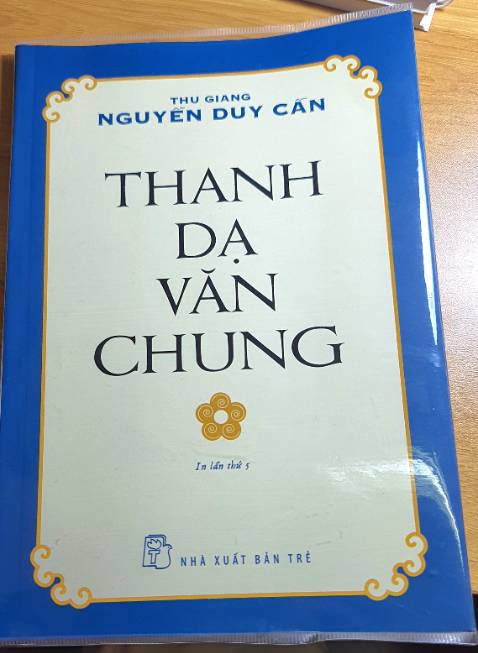 THU GIANG
NGUYỄN DUY CẦN
THANH
DẠ
VĂN
CHUNG
In lần thứ 5
T
NHÀ XUẤT BẢN TRẺ